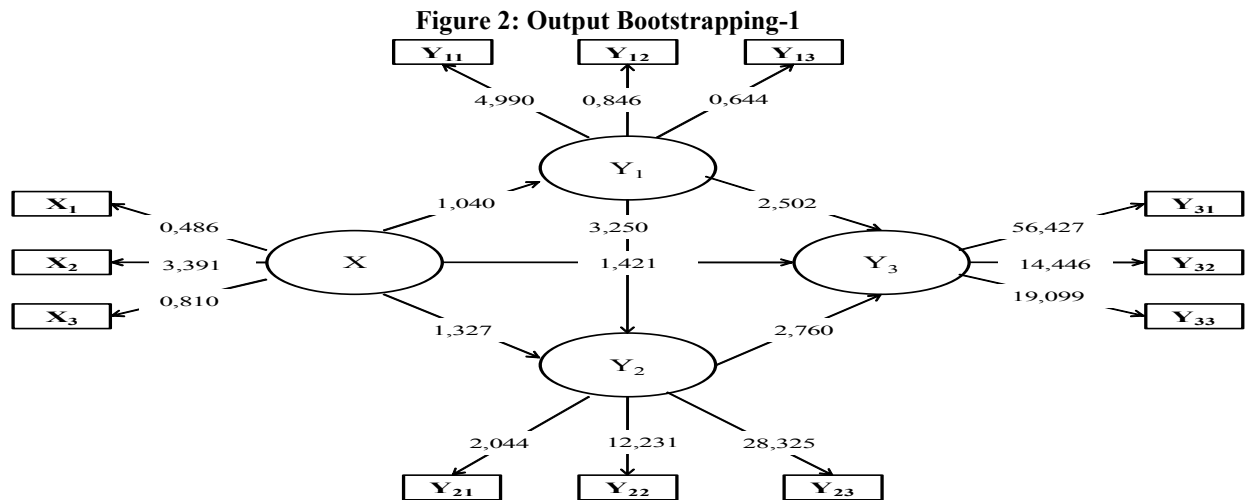 Figure 2: Output Bootstrapping-1
Y₁₁ Y₁₂ Y₁₃
4,990 0,846 0,644
Y₁
X₁ 1,040 2,502 Y₃₁
0,486 3,250 56,427
X₂ 3,391 X 1,421 Y₃ 14,446 Y₃₂
0,810 19,099
X₃ 1,327 2,760 Y₃₃
Y₂
2,044 12,231 28,325
Y₂₁ Y₂₂ Y₂₃